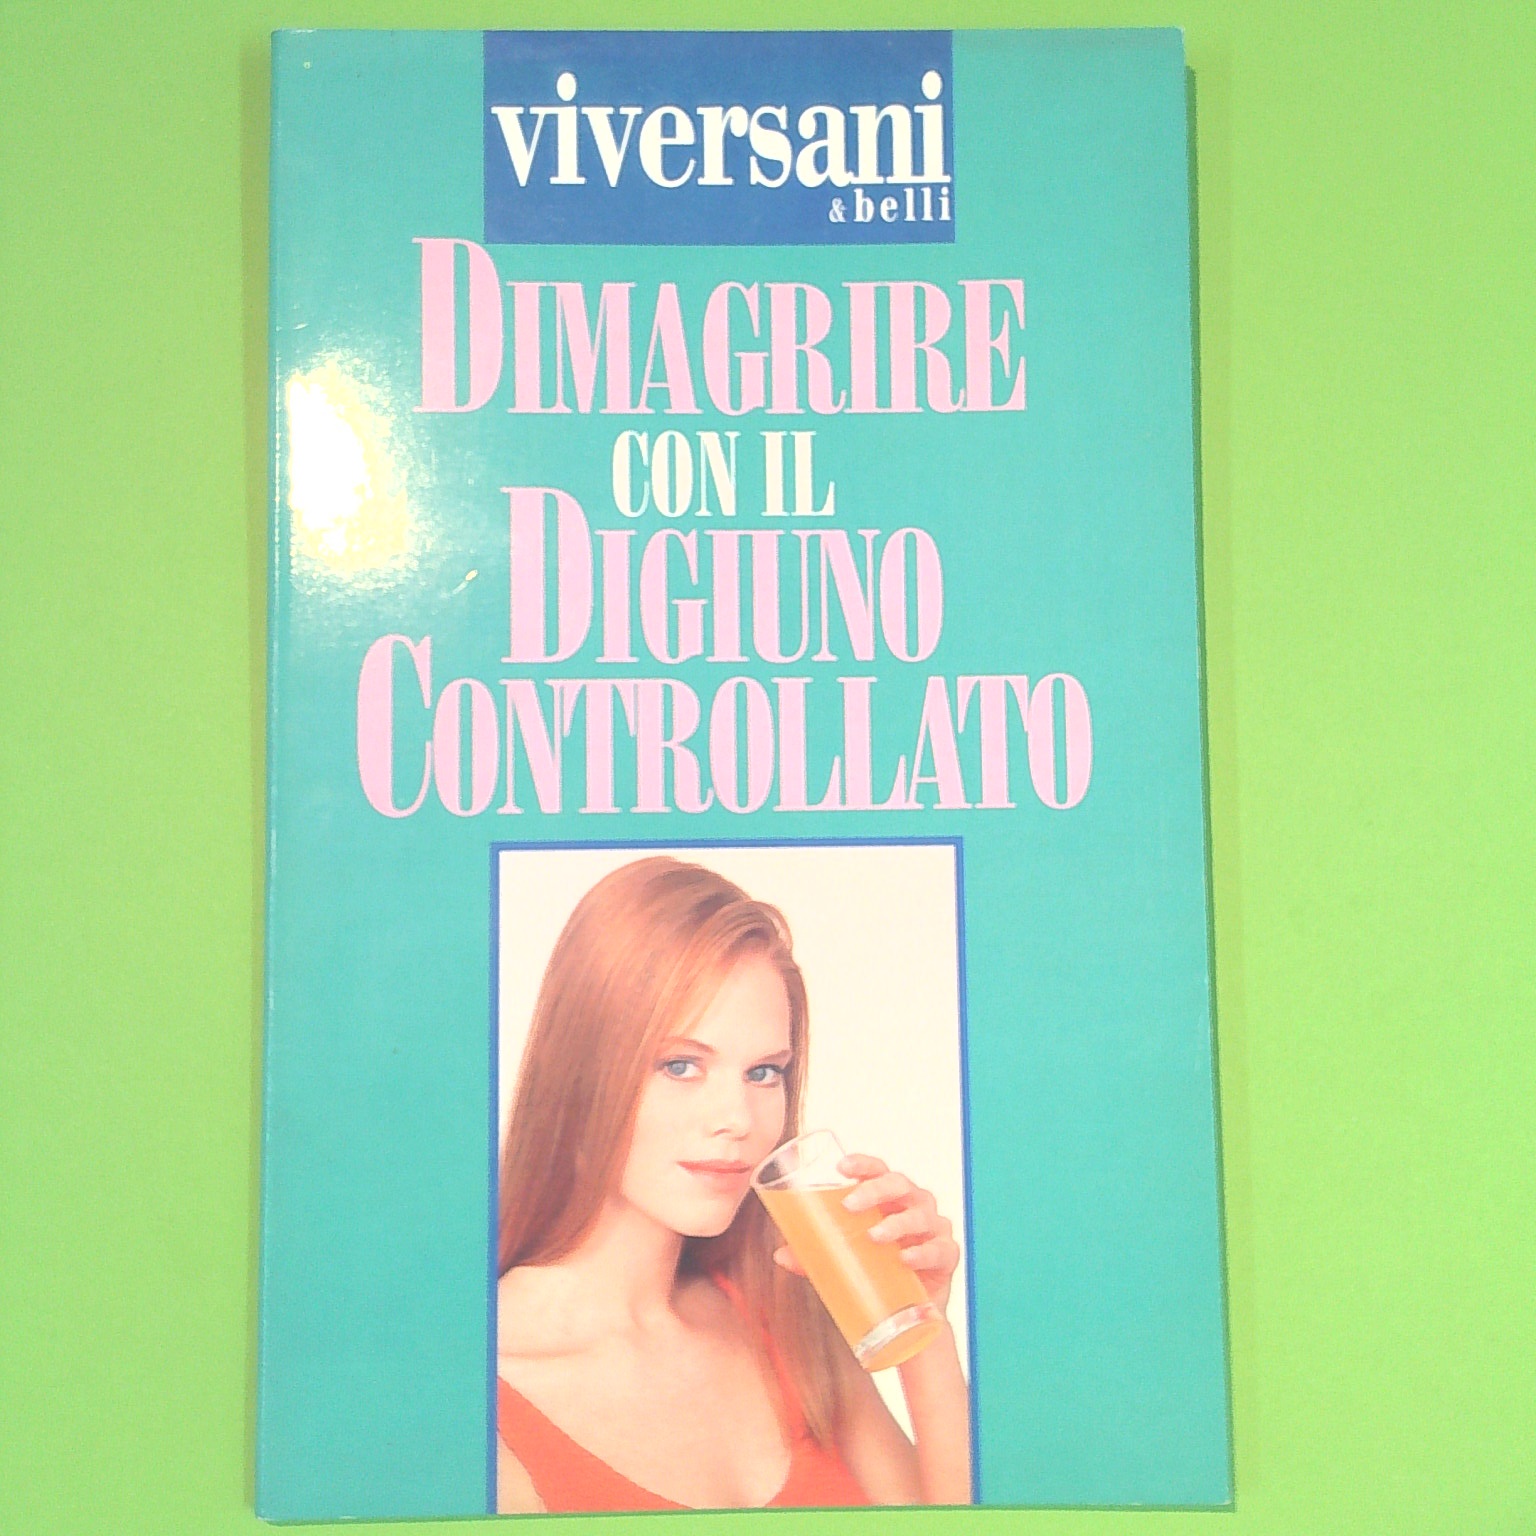 viversani
& belli
DIMAGRIRE
CON IL
DIGIUNO
CONTROLLATO